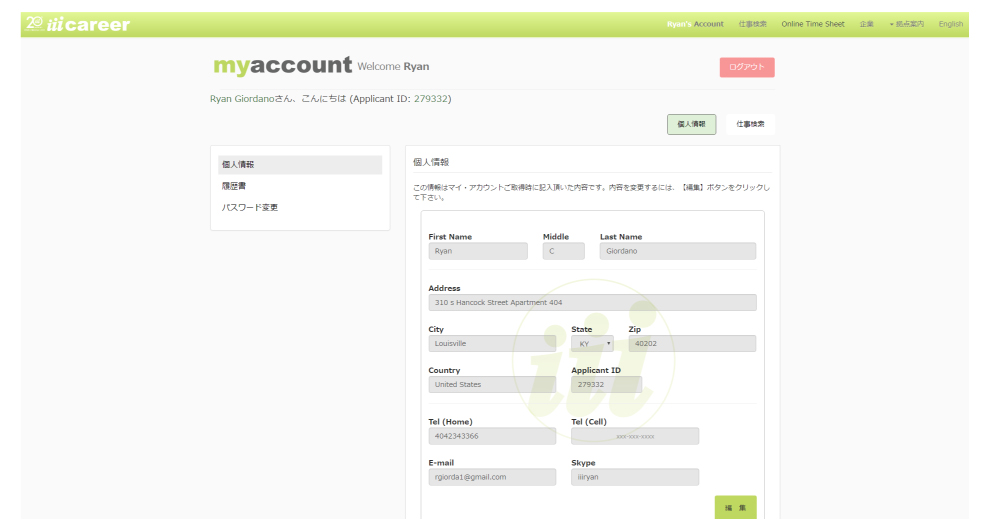 20 iiicareer
Ryan's Account 仕事検索 Online Time Sheet 企業 拠点案内 English
myaccount Welcome Ryan
ログアウト
Ryan Giordanoさん、こんにちは (Applicant ID: 279332)
個人情報 仕事検索
個人情報
履歴書
パスワード変更
個人情報
この情報はマイ・アカウントご取得時に記入頂いた内容です。内容を変更するには、【編集】ボタンをクリックし
て下さい。
First Name Middle Last Name
Ryan C Giordano
Address
310 s Hancock Street Apartment 404
City State Zip
Louisville KY 40202
Country Applicant ID
United States 279332
Tel (Home) Tel (Cell)
4042343366 xxx-xxx-xxxx
E-mail Skype
rgiorda1@gmail.com iiiryan
iii
編 集